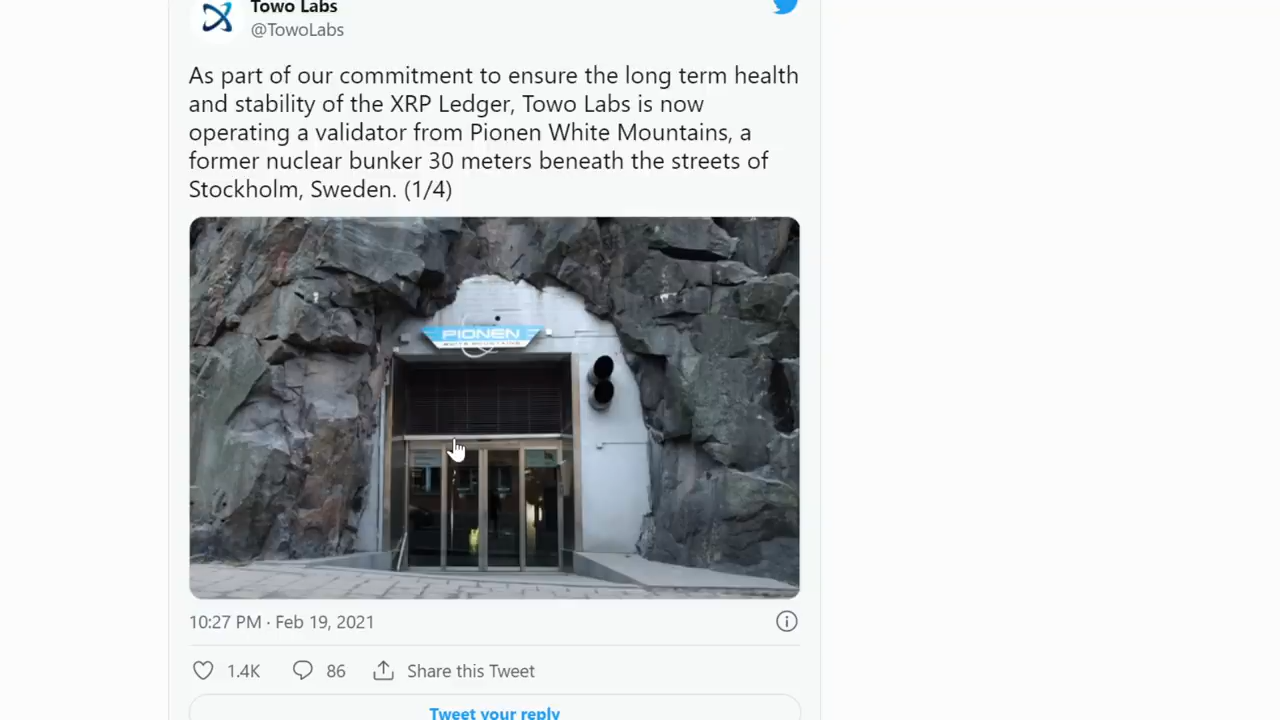 Towo Labs
@TowoLabs
As part of our commitment to ensure the long term health
and stability of the XRP Ledger, Towo Labs is now
operating a validator from Pionen White Mountains, a
former nuclear bunker 30 meters beneath the streets of
Stockholm, Sweden. (1/4)
PIONEN
WHITE MOUNTAINS
10:27 PM · Feb 19, 2021
1.4K 86 Share this Tweet
Tweet your reply